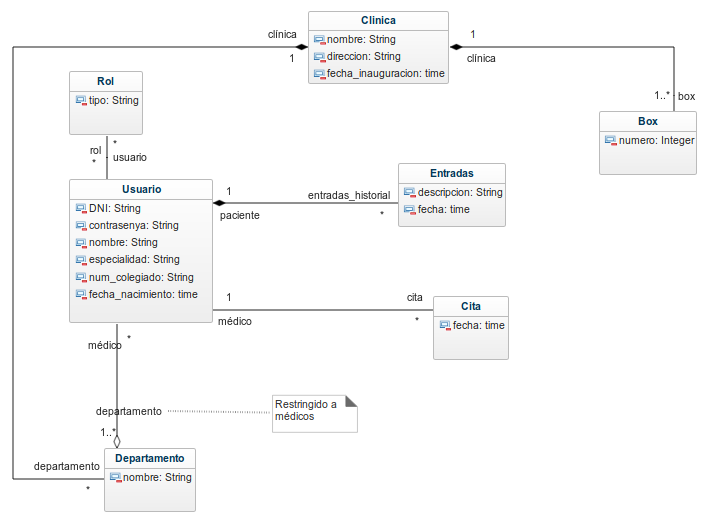 Clinica
nombre: String
direccion: String
fecha_inauguracion: time
clínica
1
1
clínica
1..*
box
Box
numero: Integer
Rol
tipo: String
rol
*
*
usuario
Usuario
DNI: String
contrasenya: String
nombre: String
especialidad: String
num_colegiado: String
fecha_nacimiento: time
1
paciente
entradas_historial
*
Entradas
descripcion: String
fecha: time
1
médico
cita
*
Cita
fecha: time
*
médico
departamento
1..*
Restringido a
médicos
departamento
*
Departamento
nombre: String